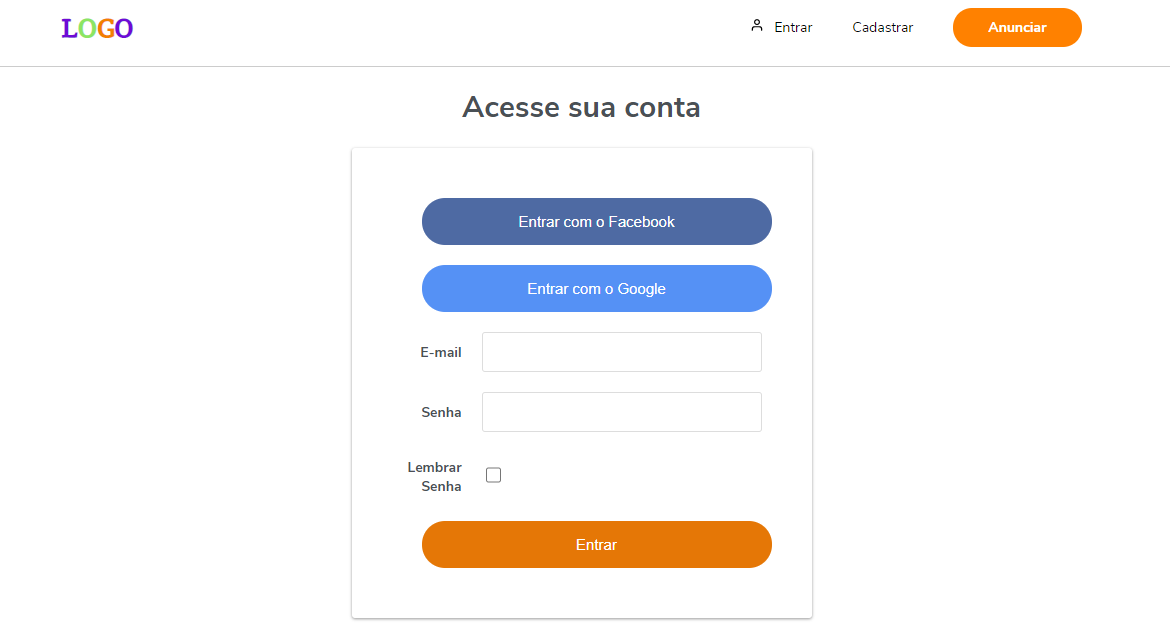 LOGO
Entrar
Cadastrar
Anunciar
Acesse sua conta
Entrar com o Facebook
Entrar com o Google
E-mail
Senha
Lembrar
Senha
Entrar